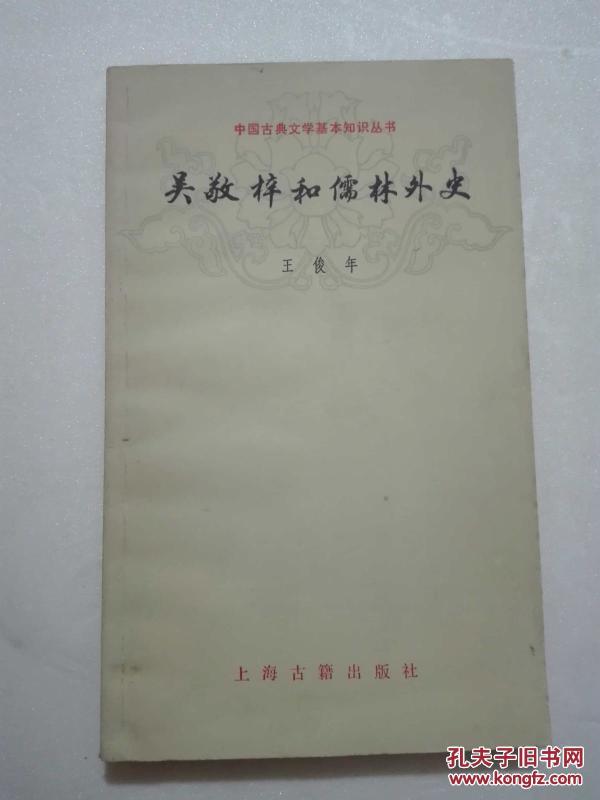 中国古典文学基本知识丛书
吴敬梓和儒林外史
王俊年
上海古籍出版社
孔夫子旧书网
www.kongfz.com